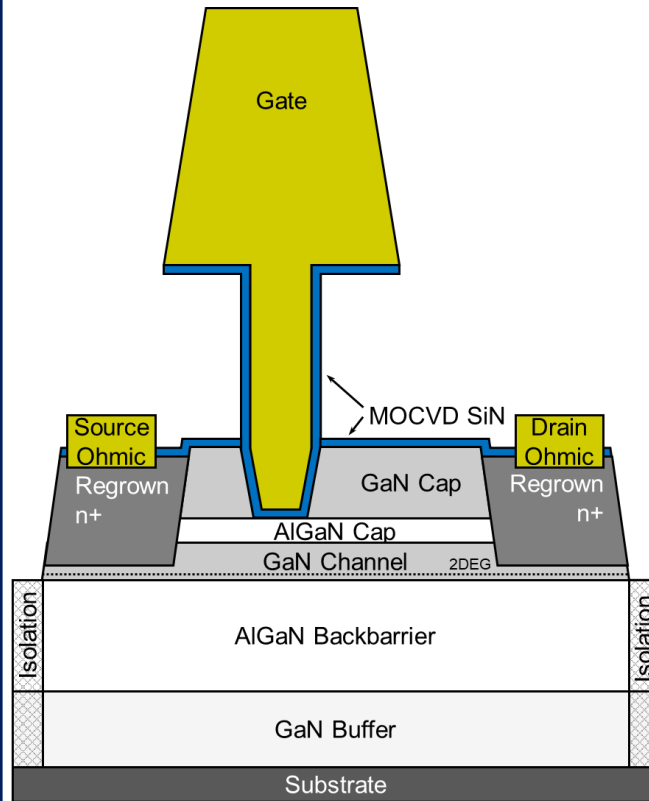 Gate
MOCVD SiN
Source
Ohmic
Drain
Ohmic
Regrown
n+
GaN Cap
Regrown
n+
AlGaN Cap
GaN Channel
2DEG
Isolation
AlGaN Backbarrier
Isolation
GaN Buffer
Substrate